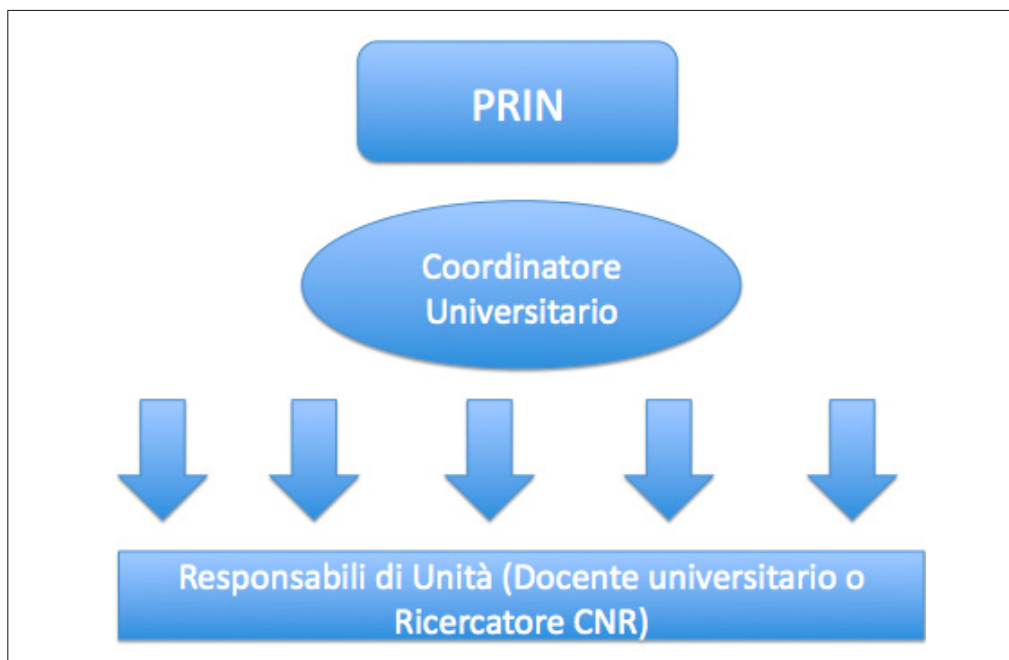 PRIN
Coordinatore
Universitario
Responsabili di Unità (Docente universitario o
Ricercatore CNR)